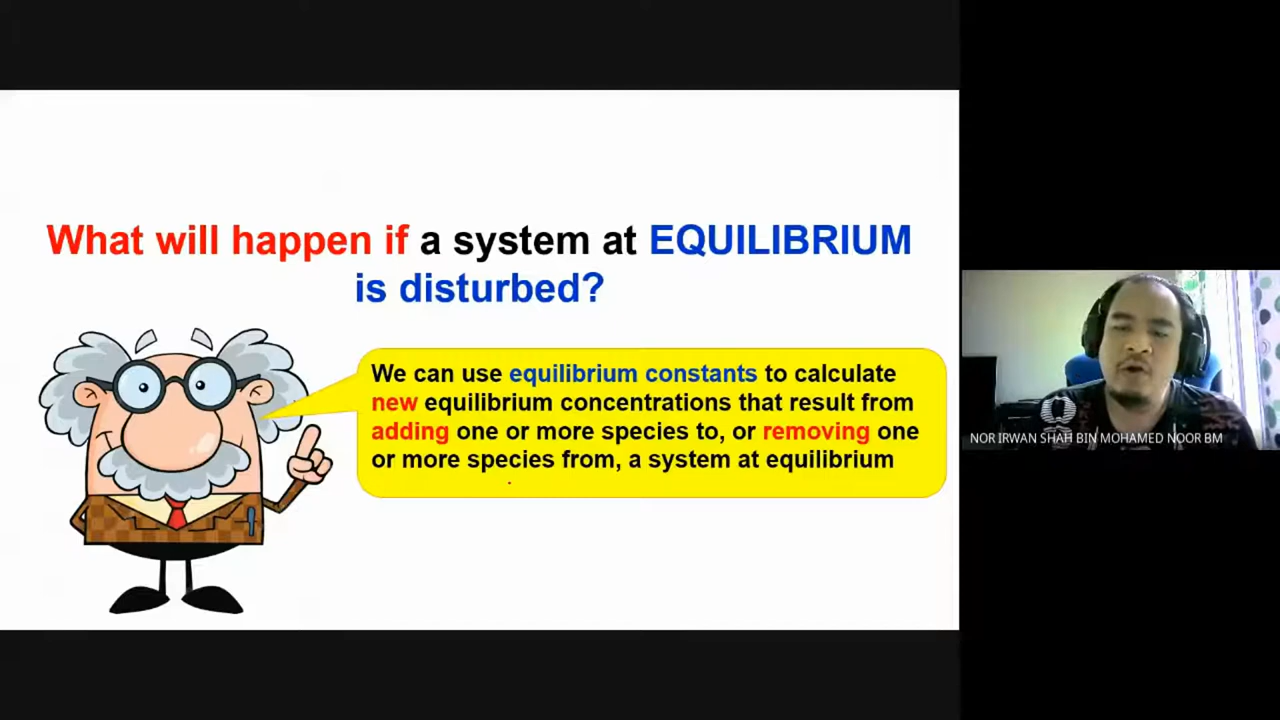 What will happen if a system at EQUILIBRIUM
is disturbed?
We can use equilibrium constants to calculate
new equilibrium concentrations that result from
adding one or more species to, or removing one
or more species from, a system at equilibrium
NOR IRWAN SHAH BIN MOHAMED NOOR BM